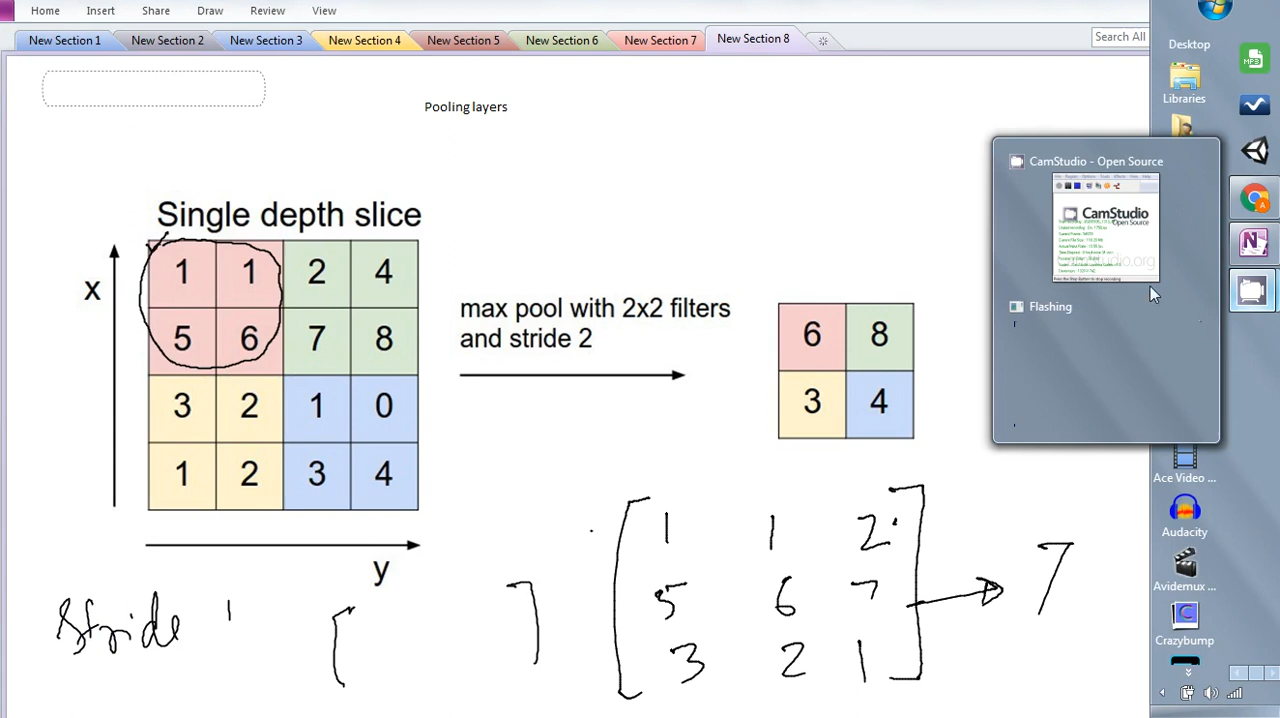 Home Insert Share Draw Review View
New Section 1 New Section 2 New Section 3 New Section 4 New Section 5 New Section 6 New Section 7 New Section 8 Search All
Pooling layers
Single depth slice
x
1 1 2 4
5 6 7 8
3 2 1 0
1 2 3 4
y
max pool with 2x2 filters
and stride 2
6 8
3 4
Stride 1
[ ]
1 1 2
5 6 7
3 2 1
7
Desktop
Libraries
MP3
CamStudio - Open Source
CamStudio
Open Source
Flashing
Ace Video ...
Audacity
Avidemux ...
Crazybump